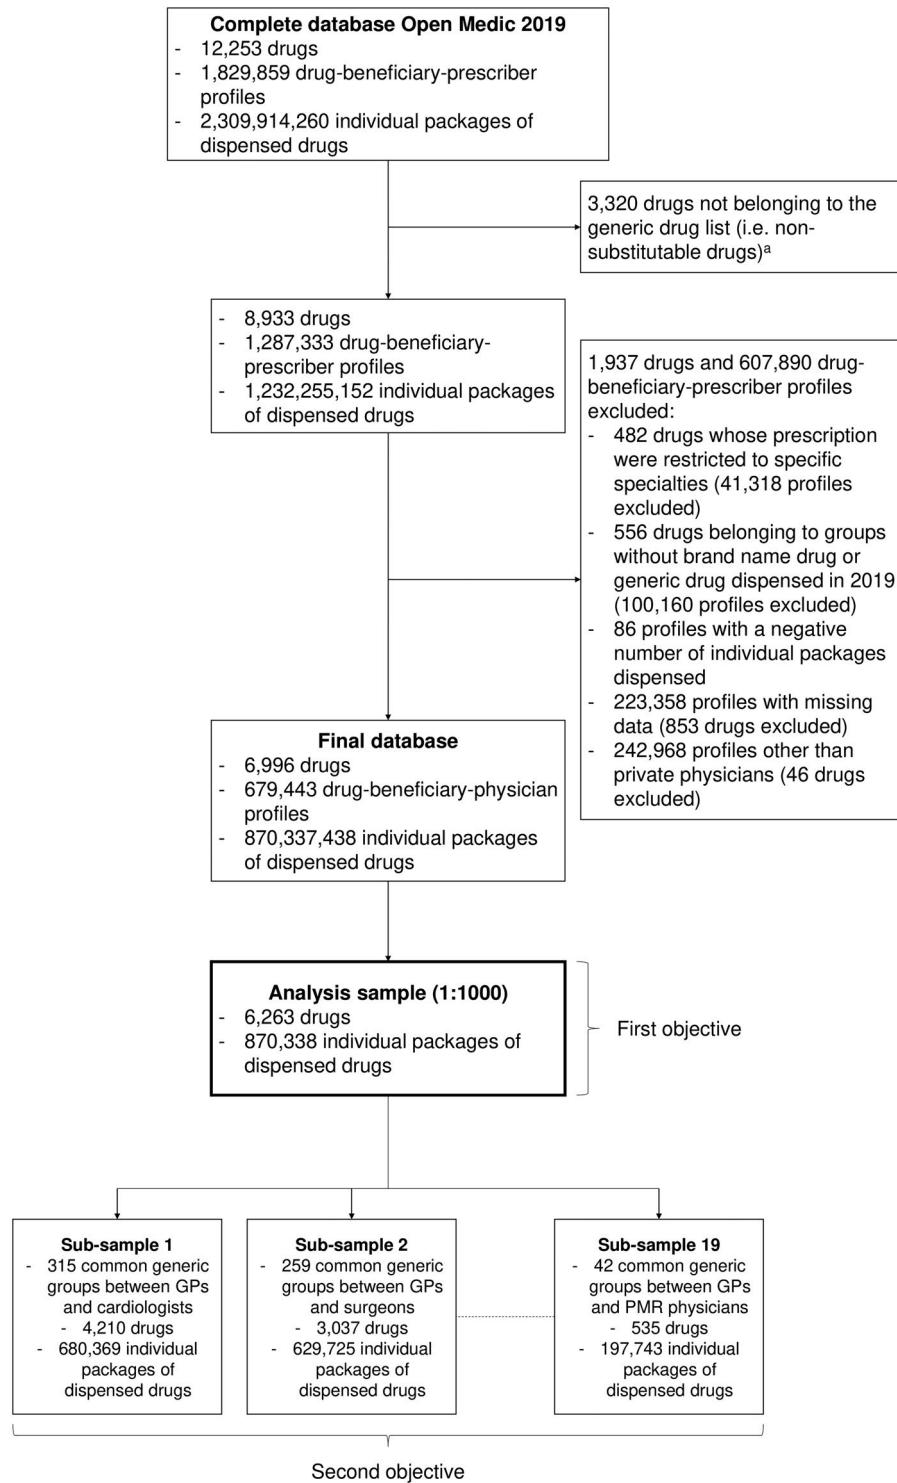 Complete database Open Medic 2019
- 12,253 drugs
- 1,829,859 drug-beneficiary-prescriber
profiles
- 2,309,914,260 individual packages of
dispensed drugs
3,320 drugs not belonging to the
generic drug list (i.e. non-
substitutable drugs)a
- 8,933 drugs
- 1,287,333 drug-beneficiary-
prescriber profiles
- 1,232,255,152 individual packages
of dispensed drugs
1,937 drugs and 607,890 drug-
beneficiary-prescriber profiles
excluded:
- 482 drugs whose prescription
were restricted to specific
specialties (41,318 profiles
excluded)
- 556 drugs belonging to groups
without brand name drug or
generic drug dispensed in 2019
(100,160 profiles excluded)
- 86 profiles with a negative
number of individual packages
dispensed
- 223,358 profiles with missing
data (853 drugs excluded)
- 242,968 profiles other than
private physicians (46 drugs
excluded)
Final database
- 6,996 drugs
- 679,443 drug-beneficiary-physician
profiles
- 870,337,438 individual packages
of dispensed drugs
Analysis sample (1:1000)
- 6,263 drugs
- 870,338 individual packages of
dispensed drugs
First objective
Sub-sample 1
- 315 common generic
groups between GPs
and cardiologists
- 4,210 drugs
- 680,369 individual
packages of
dispensed drugs
Sub-sample 2
- 259 common generic
groups between GPs
and surgeons
- 3,037 drugs
- 629,725 individual
packages of
dispensed drugs
Sub-sample 19
- 42 common generic
groups between GPs
and PMR physicians
- 535 drugs
- 197,743 individual
packages of
dispensed drugs
Second objective